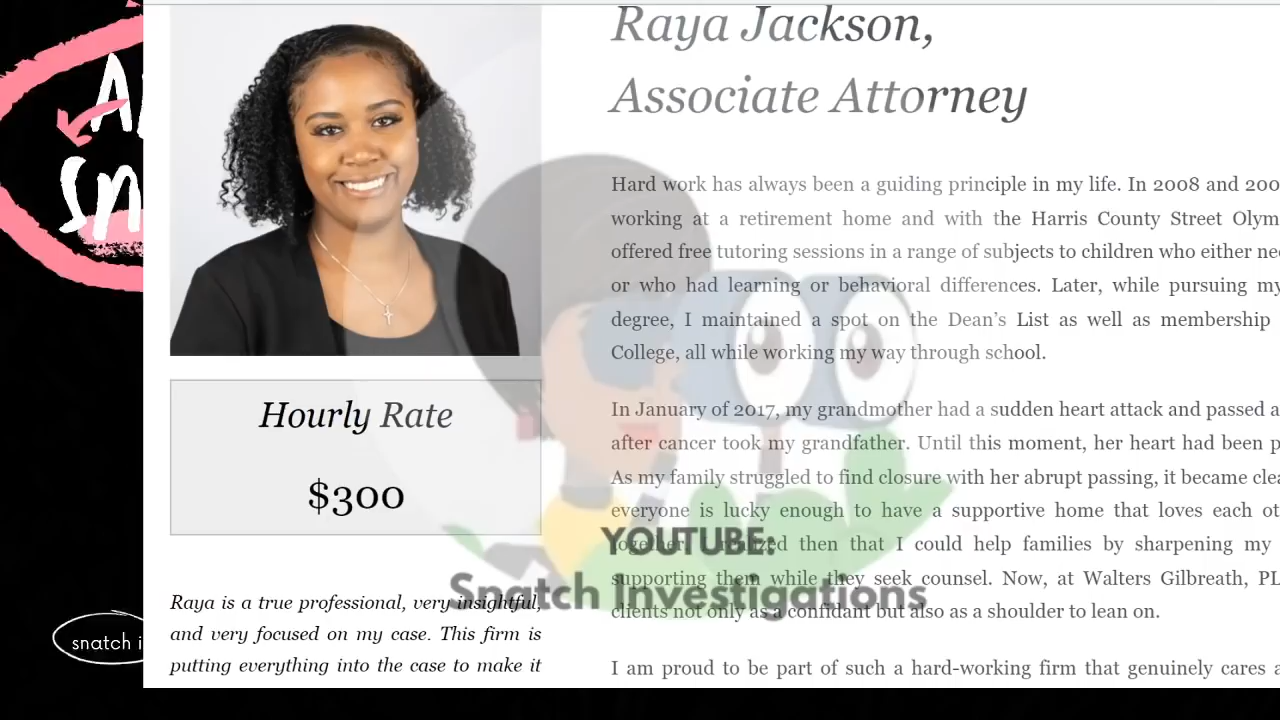 Raya Jackson,
Associate Attorney
Hard work has always been a guiding principle in my life. In 2008 and 200
working at a retirement home and with the Harris County Street Olym
offered free tutoring sessions in a range of subjects to children who either ne
or who had learning or behavioral differences. Later, while pursuing my
degree, I maintained a spot on the Dean's List as well as membership
College, all while working my way through school.
In January of 2017, my grandmother had a sudden heart attack and passed a
after cancer took my grandfather. Until this moment, her heart had been p
As my family struggled to find closure with her abrupt passing, it became clea
everyone is lucky enough to have a supportive home that loves each ot
together. I realized then that I could help families by sharpening my
supporting them while they seek counsel. Now, at Walters Gilbreath, PL
clients not only as a confidant but also as a shoulder to lean on.
I am proud to be part of such a hard-working firm that genuinely cares a
Hourly Rate
$300
Raya is a true professional, very insightful,
and very focused on my case. This firm is
putting everything into the case to make it
YOUTUBE:
Snatch Investigations
A
Sn
snatch i